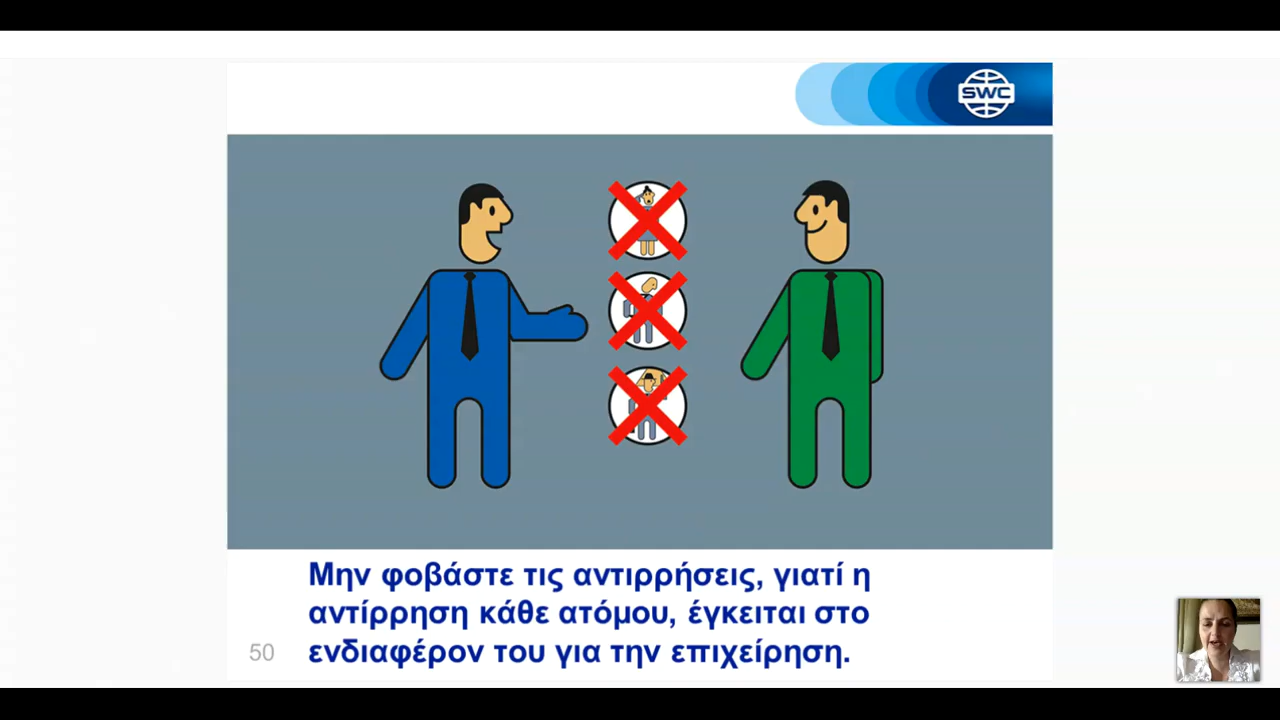 SWC
Μην φοβάστε τις αντιρρήσεις, γιατί η
αντίρρηση κάθε ατόμου, έγκειται στο
ενδιαφέρον του για την επιχείρηση.
50